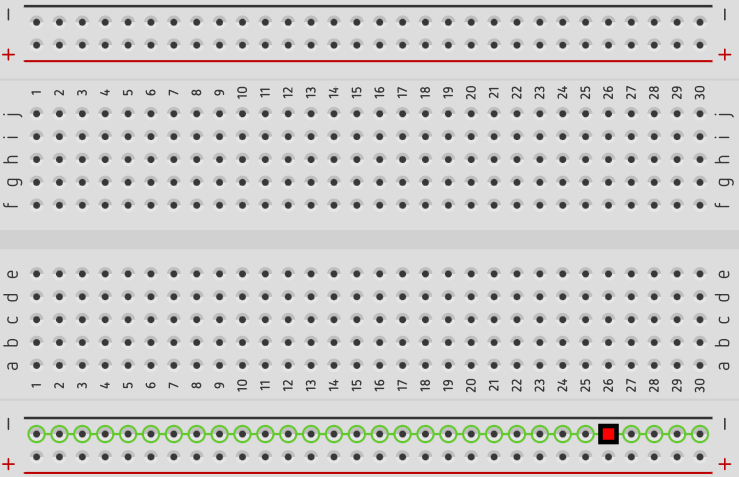 − −
+ +
1 2 3 4 5 6 7 8 9 10 11 12 13 14 15 16 17 18 19 20 21 22 23 24 25 26 27 28 29 30
j j
i i
h h
g g
f f
e e
d d
c c
b b
a a
1 2 3 4 5 6 7 8 9 10 11 12 13 14 15 16 17 18 19 20 21 22 23 24 25 26 27 28 29 30
− −
+ +